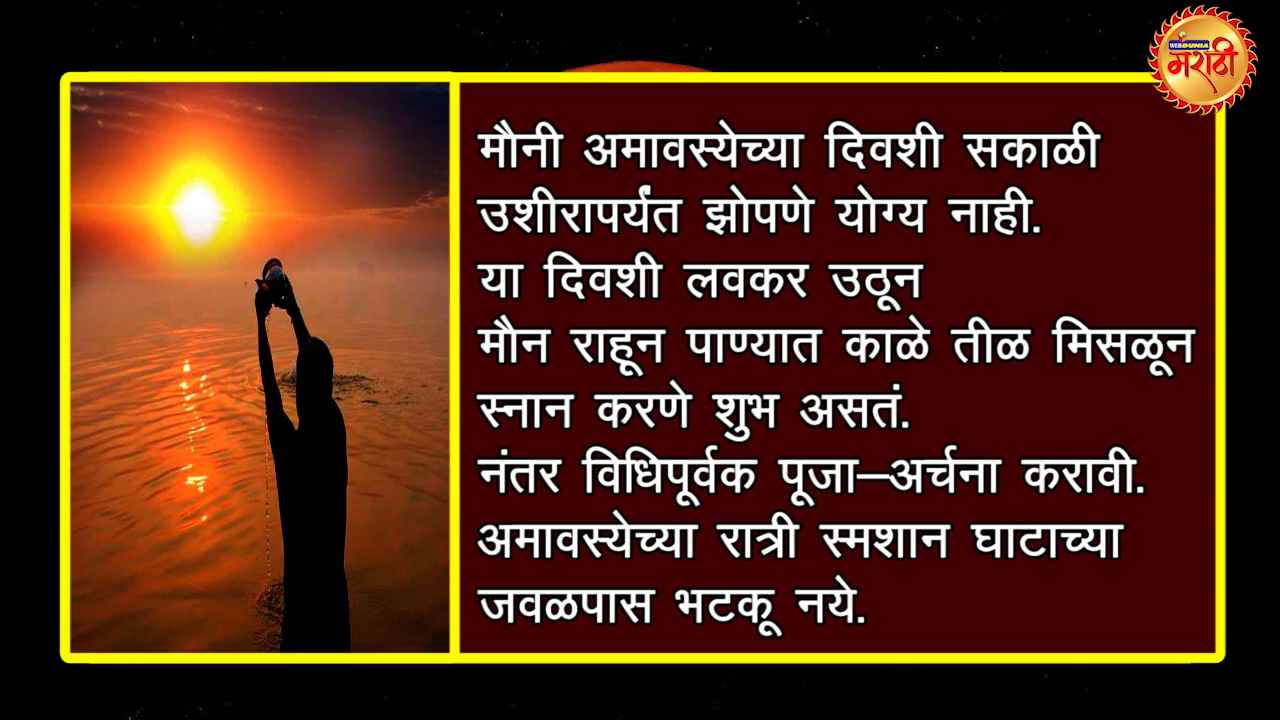 WEBDUNIA
मराठी
मौनी अमावस्येच्या दिवशी सकाळी
उशीरापर्यंत झोपणे योग्य नाही.
या दिवशी लवकर उठून
मौन राहून पाण्यात काळे तीळ मिसळून
स्नान करणे शुभ असतं.
नंतर विधिपूर्वक पूजा–अर्चना करावी.
अमावस्येच्या रात्री स्मशान घाटाच्या
जवळपास भटकू नये.